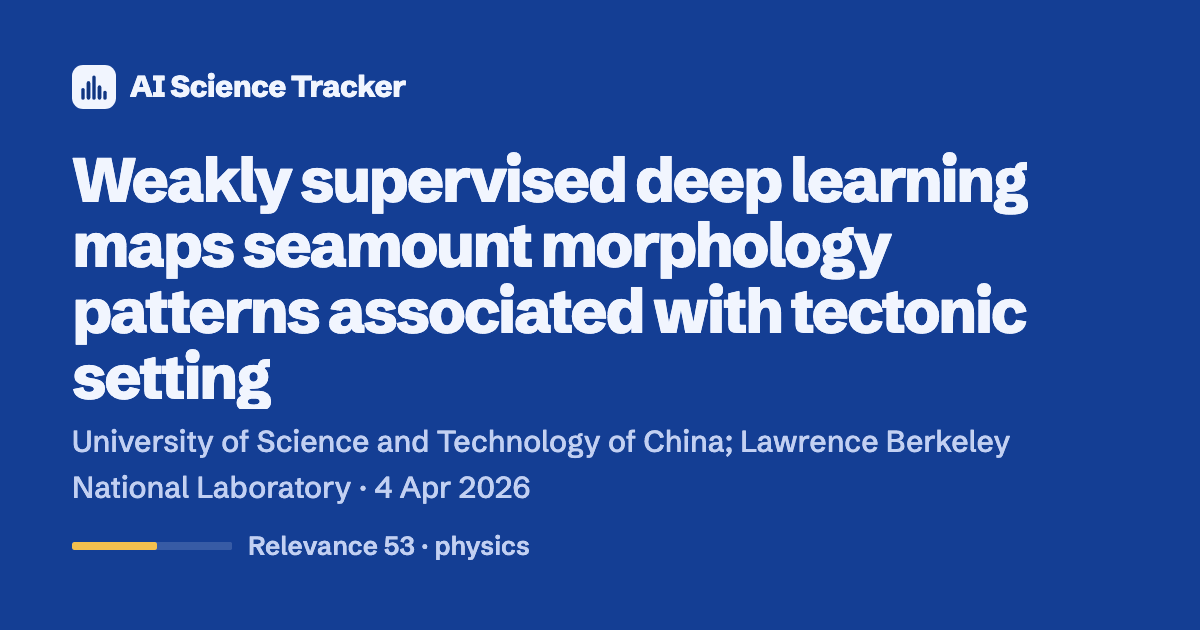 AI Science Tracker
Weakly supervised deep learning
maps seamount morphology
patterns associated with tectonic
setting
University of Science and Technology of China; Lawrence Berkeley
National Laboratory · 4 Apr 2026
Relevance 53 · physics